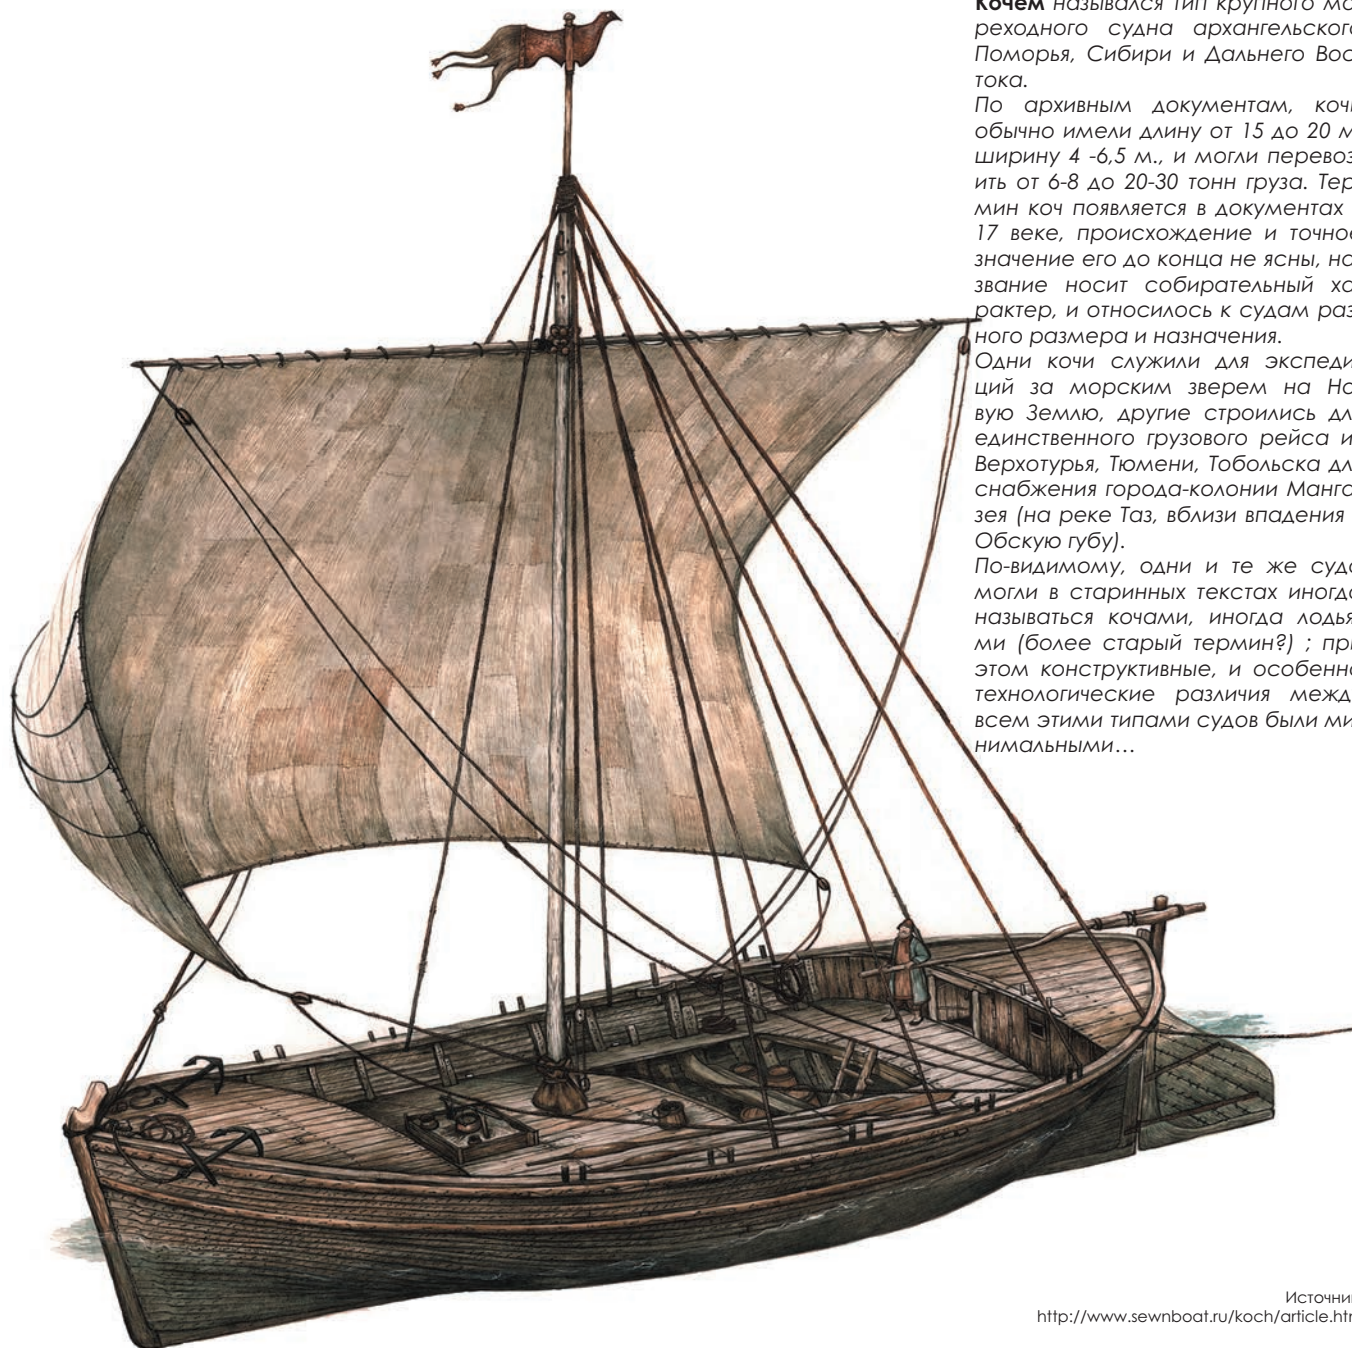 Кочем назывался тип крупного мо
реходного судна архангельского
Поморья, Сибири и Дальнего Вос
тока.
По архивным документам, кочи
обычно имели длину от 15 до 20 м
ширину 4 -6,5 м., и могли перевоз
ить от 6-8 до 20-30 тонн груза. Тер
мин коч появляется в документах
17 веке, происхождение и точное
значение его до конца не ясны, на
звание носит собирательный ха
рактер, и относилось к судам раз
ного размера и назначения.
Одни кочи служили для экспеди
ций за морским зверем на Но
вую Землю, другие строились дл
единственного грузового рейса и
Верхотурья, Тюмени, Тобольска дл
снабжения города-колонии Манга
зея (на реке Таз, вблизи впадения
Обскую губу).
По-видимому, одни и те же суда
могли в старинных текстах иногда
называться кочами, иногда лодья
ми (более старый термин?) ; при
этом конструктивные, и особенно
технологические различия межд
всем этими типами судов были ми
нимальными...
Источни
http://www.sewnboat.ru/koch/article.htm